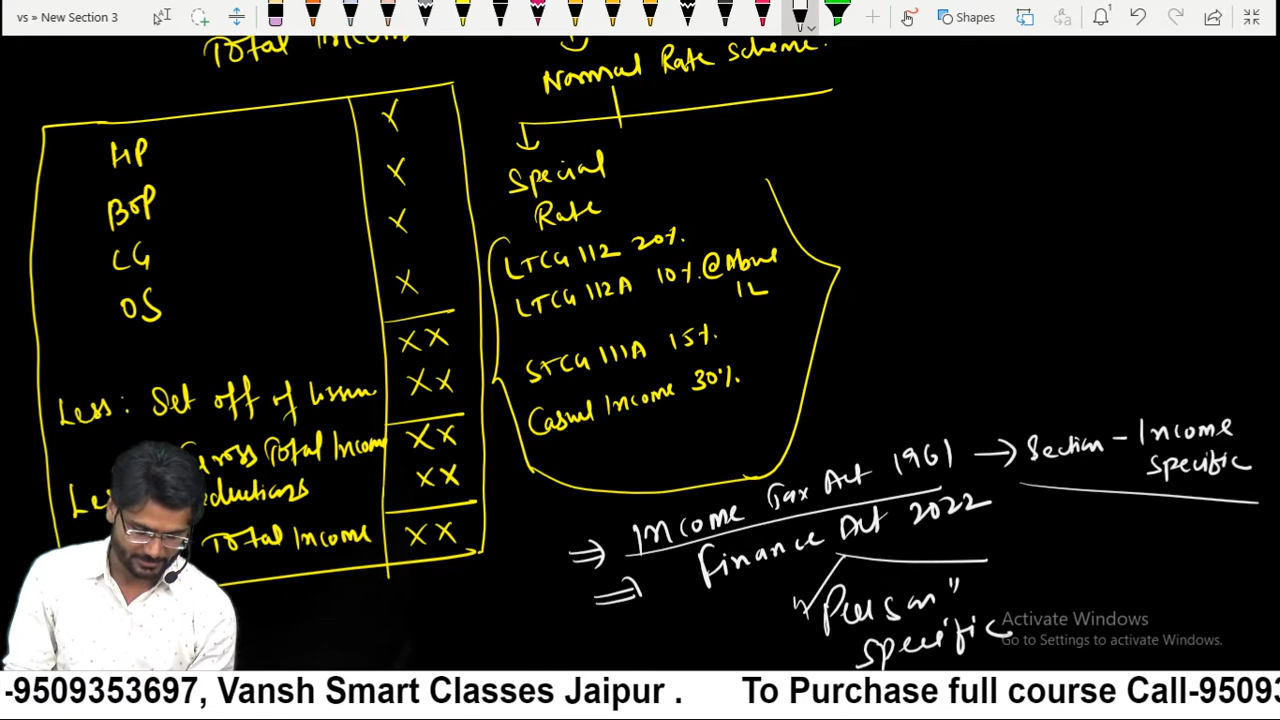 vs » New Section 3
Shapes
Total Income
HP
BOP
CG
OS
X
X
X
X
XX
Less: Set off of losses XX
Gross Total Income XX
XX
Total Income XX
Normal Rate Scheme.
Special
Rate
LTCG 112 20%.
LTCG 112A 10%. @Above
1L
STCG 111A 15%.
Casual Income 30%.
⇒ Income Tax Act 1961 → Section - Income
specific
⇒ Finance Act 2022
"Person"
specific
Activate Windows
Go to Settings to activate Windows.
-9509353697, Vansh Smart Classes Jaipur . To Purchase full course Call-9509